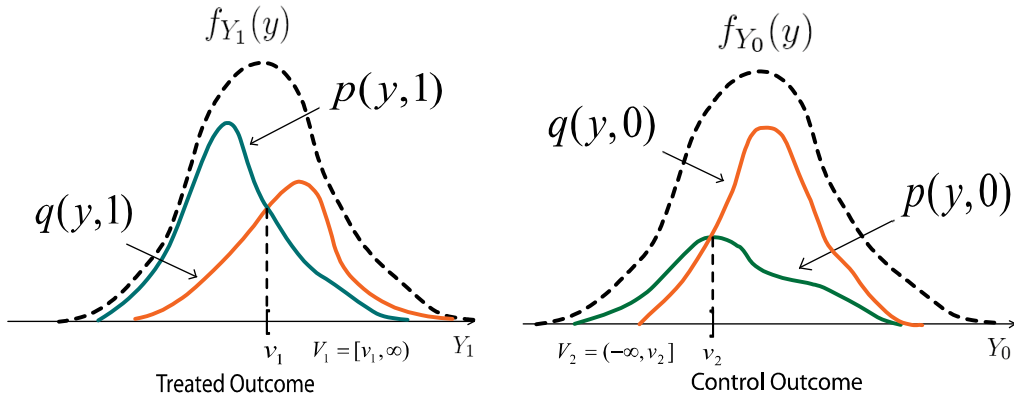 f_{Y_1}(y)
p(y,1)
q(y,1)
v_1
V_1 = [v_1, ∞)
Y_1
Treated Outcome
f_{Y_0}(y)
q(y,0)
p(y,0)
V_2 = (−∞, v_2]
v_2
Y_0
Control Outcome